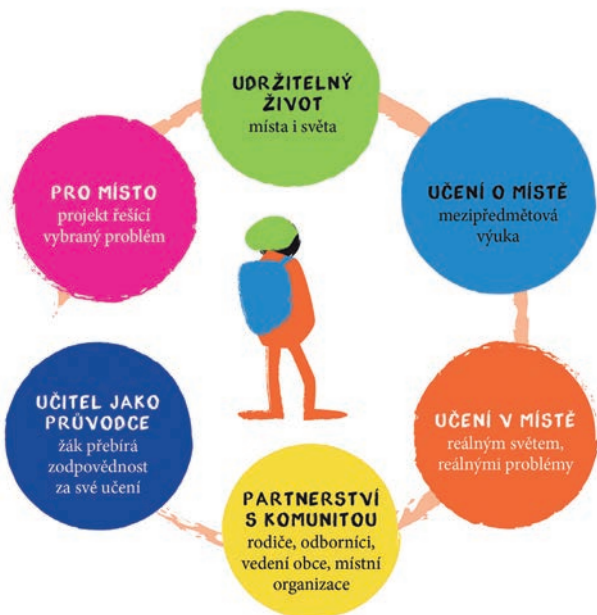 UDRŽITELNÝ
ŽIVOT
místa i světa
UČENÍ O MÍSTĚ
mezipředmětová
výuka
UČENÍ V MÍSTĚ
reálným světem,
reálnými problémy
PARTNERSTVÍ
S KOMUNITOU
rodiče, odborníci,
vedení obce, místní
organizace
UČITEL JAKO
PRŮVODCE
žák přebírá
zodpovědnost
za své učení
PRO MÍSTO
projekt řešící
vybraný problém